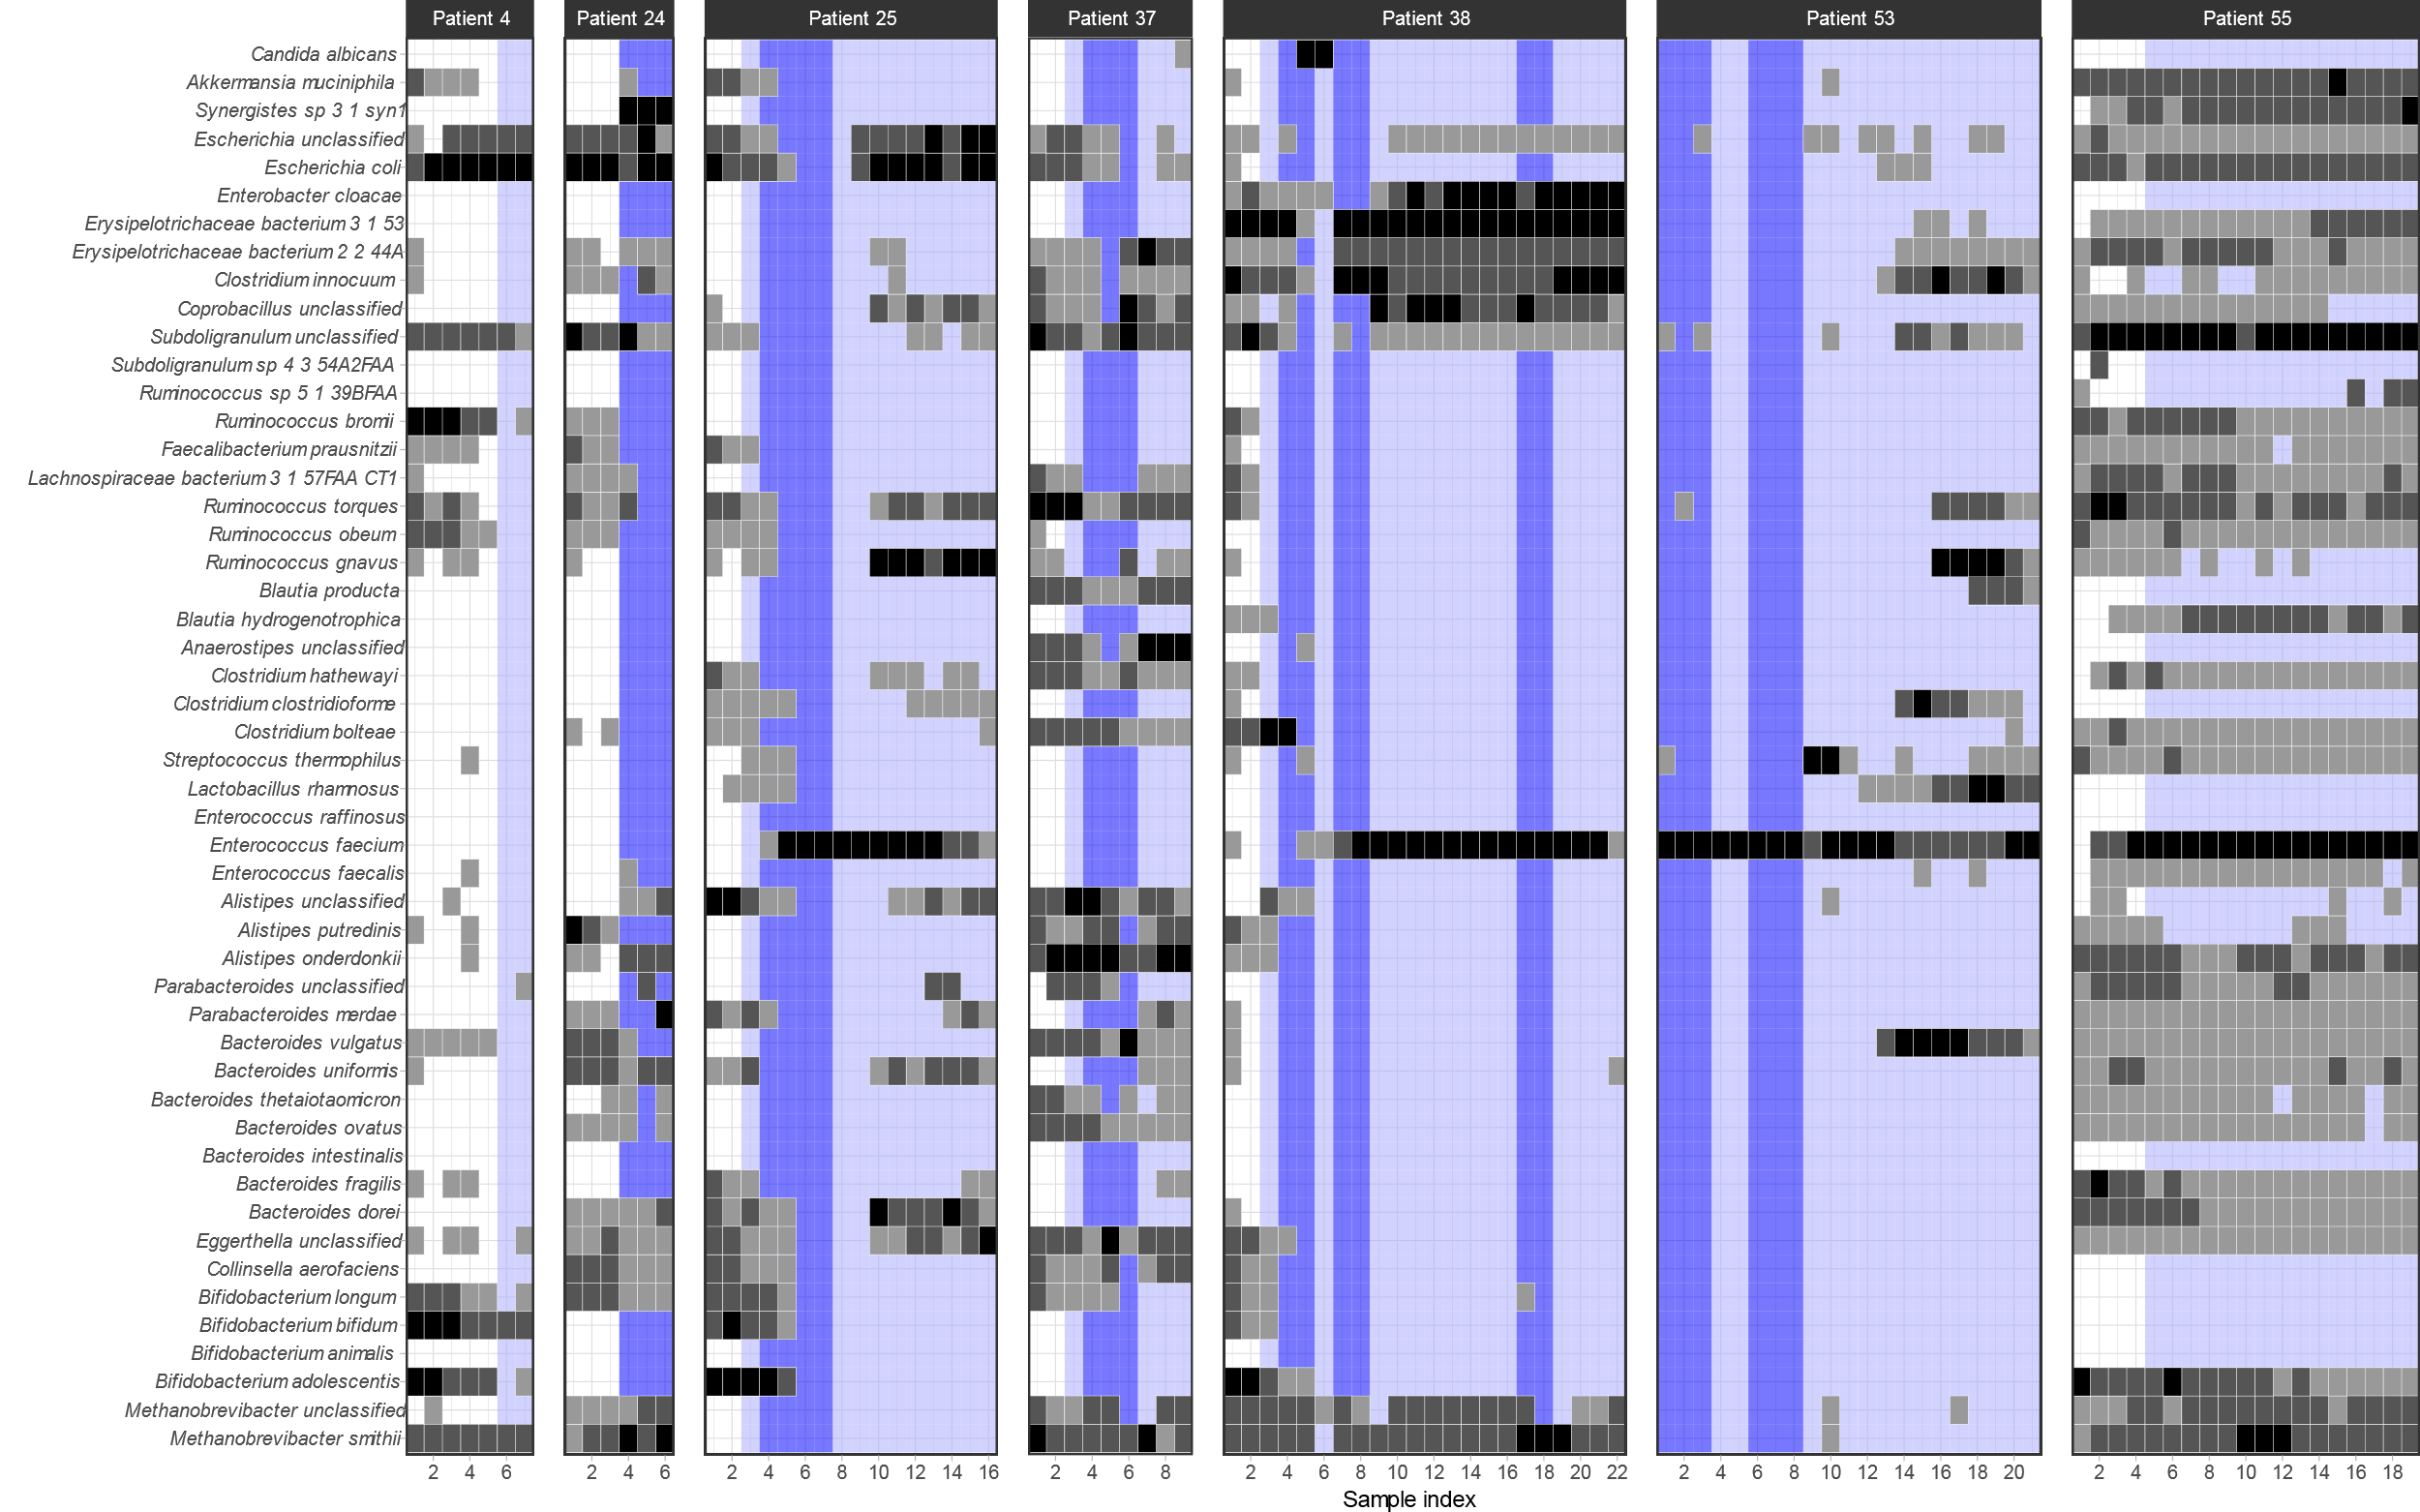 Patient 4 Patient 24 Patient 25 Patient 37 Patient 38 Patient 53 Patient 55
Candida albicans
Akkermansia muciniphila
Synergistes sp 3 1 syn1
Escherichia unclassified
Escherichia coli
Enterobacter cloacae
Erysipelotrichaceae bacterium 3 1 53
Erysipelotrichaceae bacterium 2 2 44A
Clostridium innocuum
Coprobacillus unclassified
Subdoligranulum unclassified
Subdoligranulum sp 4 3 54A2FAA
Ruminococcus sp 5 1 39BFAA
Ruminococcus bromii
Faecalibacterium prausnitzii
Lachnospiraceae bacterium 3 1 57FAA CT1
Ruminococcus torques
Ruminococcus obeum
Ruminococcus gnavus
Blautia producta
Blautia hydrogenotrophica
Anaerostipes unclassified
Clostridium hathewayi
Clostridium clostridioforme
Clostridium bolteae
Streptococcus thermophilus
Lactobacillus rhamnosus
Enterococcus raffinosus
Enterococcus faecium
Enterococcus faecalis
Alistipes unclassified
Alistipes putredinis
Alistipes onderdonkii
Parabacteroides unclassified
Parabacteroides merdae
Bacteroides vulgatus
Bacteroides uniformis
Bacteroides thetaiotaomicron
Bacteroides ovatus
Bacteroides intestinalis
Bacteroides fragilis
Bacteroides dorei
Eggerthella unclassified
Collinsella aerofaciens
Bifidobacterium longum
Bifidobacterium bifidum
Bifidobacterium animalis
Bifidobacterium adolescentis
Methanobrevibacter unclassified
Methanobrevibacter smithii
2 4 6 2 4 6 2 4 6 8 10 12 14 16 2 4 6 8 2 4 6 8 10 12 14 16 18 20 22 2 4 6 8 10 12 14 16 18 20 2 4 6 8 10 12 14 16 18
Sample index